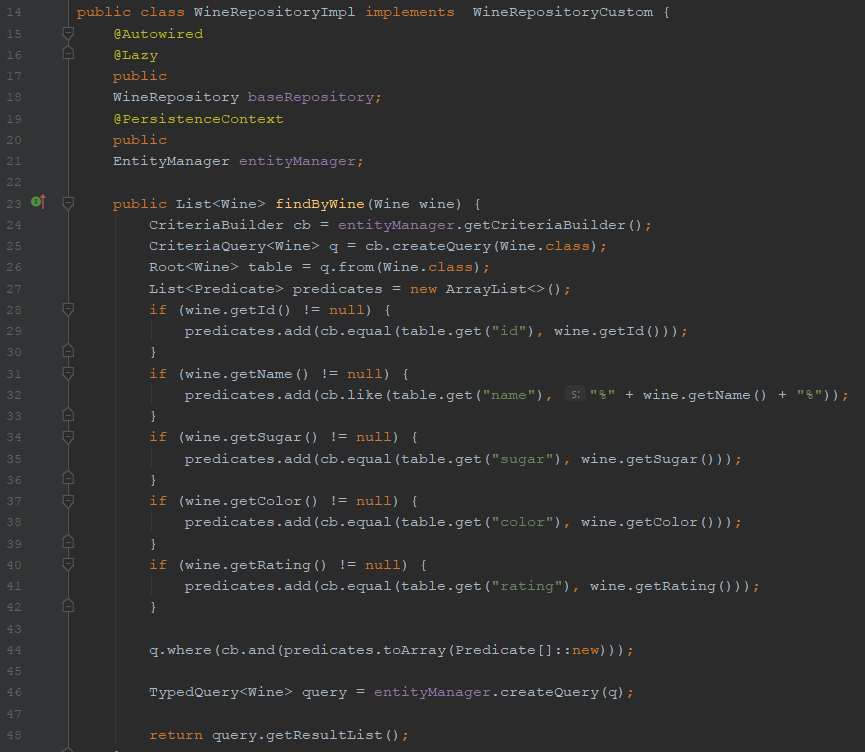 14 public class WineRepositoryImpl implements  WineRepositoryCustom {
15     @Autowired
16     @Lazy
17     public
18     WineRepository baseRepository;
19     @PersistenceContext
20     public
21     EntityManager entityManager;
22
23     public List<Wine> findByWine(Wine wine) {
24         CriteriaBuilder cb = entityManager.getCriteriaBuilder();
25         CriteriaQuery<Wine> q = cb.createQuery(Wine.class);
26         Root<Wine> table = q.from(Wine.class);
27         List<Predicate> predicates = new ArrayList<>();
28         if (wine.getId() != null) {
29             predicates.add(cb.equal(table.get("id"), wine.getId()));
30         }
31         if (wine.getName() != null) {
32             predicates.add(cb.like(table.get("name"), s: "%" + wine.getName() + "%"));
33         }
34         if (wine.getSugar() != null) {
35             predicates.add(cb.equal(table.get("sugar"), wine.getSugar()));
36         }
37         if (wine.getColor() != null) {
38             predicates.add(cb.equal(table.get("color"), wine.getColor()));
39         }
40         if (wine.getRating() != null) {
41             predicates.add(cb.equal(table.get("rating"), wine.getRating()));
42         }
43
44         q.where(cb.and(predicates.toArray(Predicate[]::new)));
45
46         TypedQuery<Wine> query = entityManager.createQuery(q);
47
48         return query.getResultList();